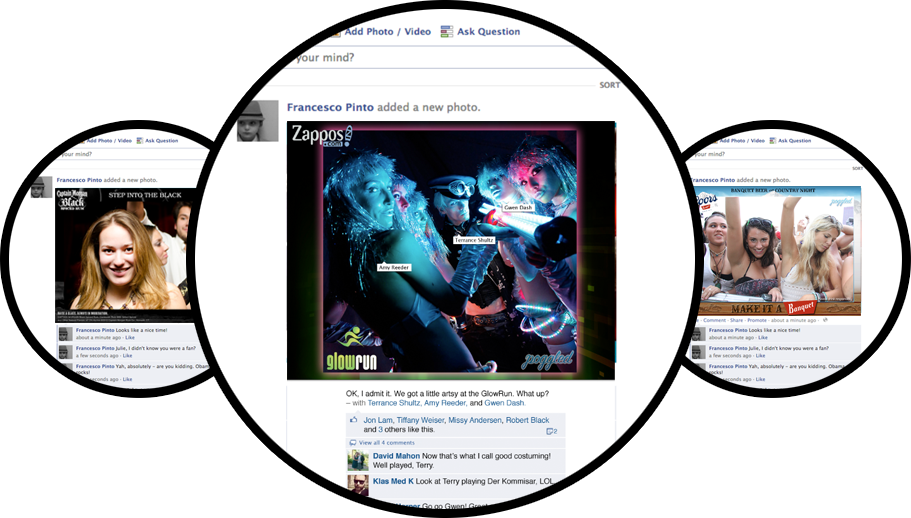 Add Photo / Video Ask Question
your mind?
SORT
Francesco Pinto added a new photo.
Zappos
.com
Gwen Dash
Terrance Shultz
Amy Reeder
glowrun
poggled
OK, I admit it. We got a little artsy at the GlowRun. What up?
– with Terrance Shultz, Amy Reeder, and Gwen Dash.
Jon Lam, Tiffany Weiser, Missy Andersen, Robert Black
and 3 others like this.
2
View all 4 comments
David Mahon Now that's what I call good costuming!
Well played, Terry.
Klas Med K Look at Terry playing Der Kommisar, LOL
Go go Gwen!
Add Photo / Video Ask Question
your mind?
Francesco Pinto added a new photo.
Captain Morgan
Black
STEP INTO THE BLACK
Francesco Pinto Looks like a nice time!
about a minute ago · Like
Francesco Pinto Julie, I didn't know you were a fan?
a few seconds ago · Like
Francesco Pinto Yah, absolutely – are you kidding. Obama
rocks!
seconds ago · Like
Add Photo / Video Ask Question
your mind?
SORT
Francesco Pinto added a new photo.
BANQUET BEER and COUNTRY NIGHT
Coors
poggled
MAKE IT A Banquet
Comment · Share · Promote · about a minute ago
Francesco Pinto Looks like a nice time!
about a minute ago · Like
Francesco Pinto Julie, I didn't know you were a fan?
a few seconds ago · Like
Francesco Pinto Yah, absolutely – are you kidding. Obama
rocks!
seconds ago · Like